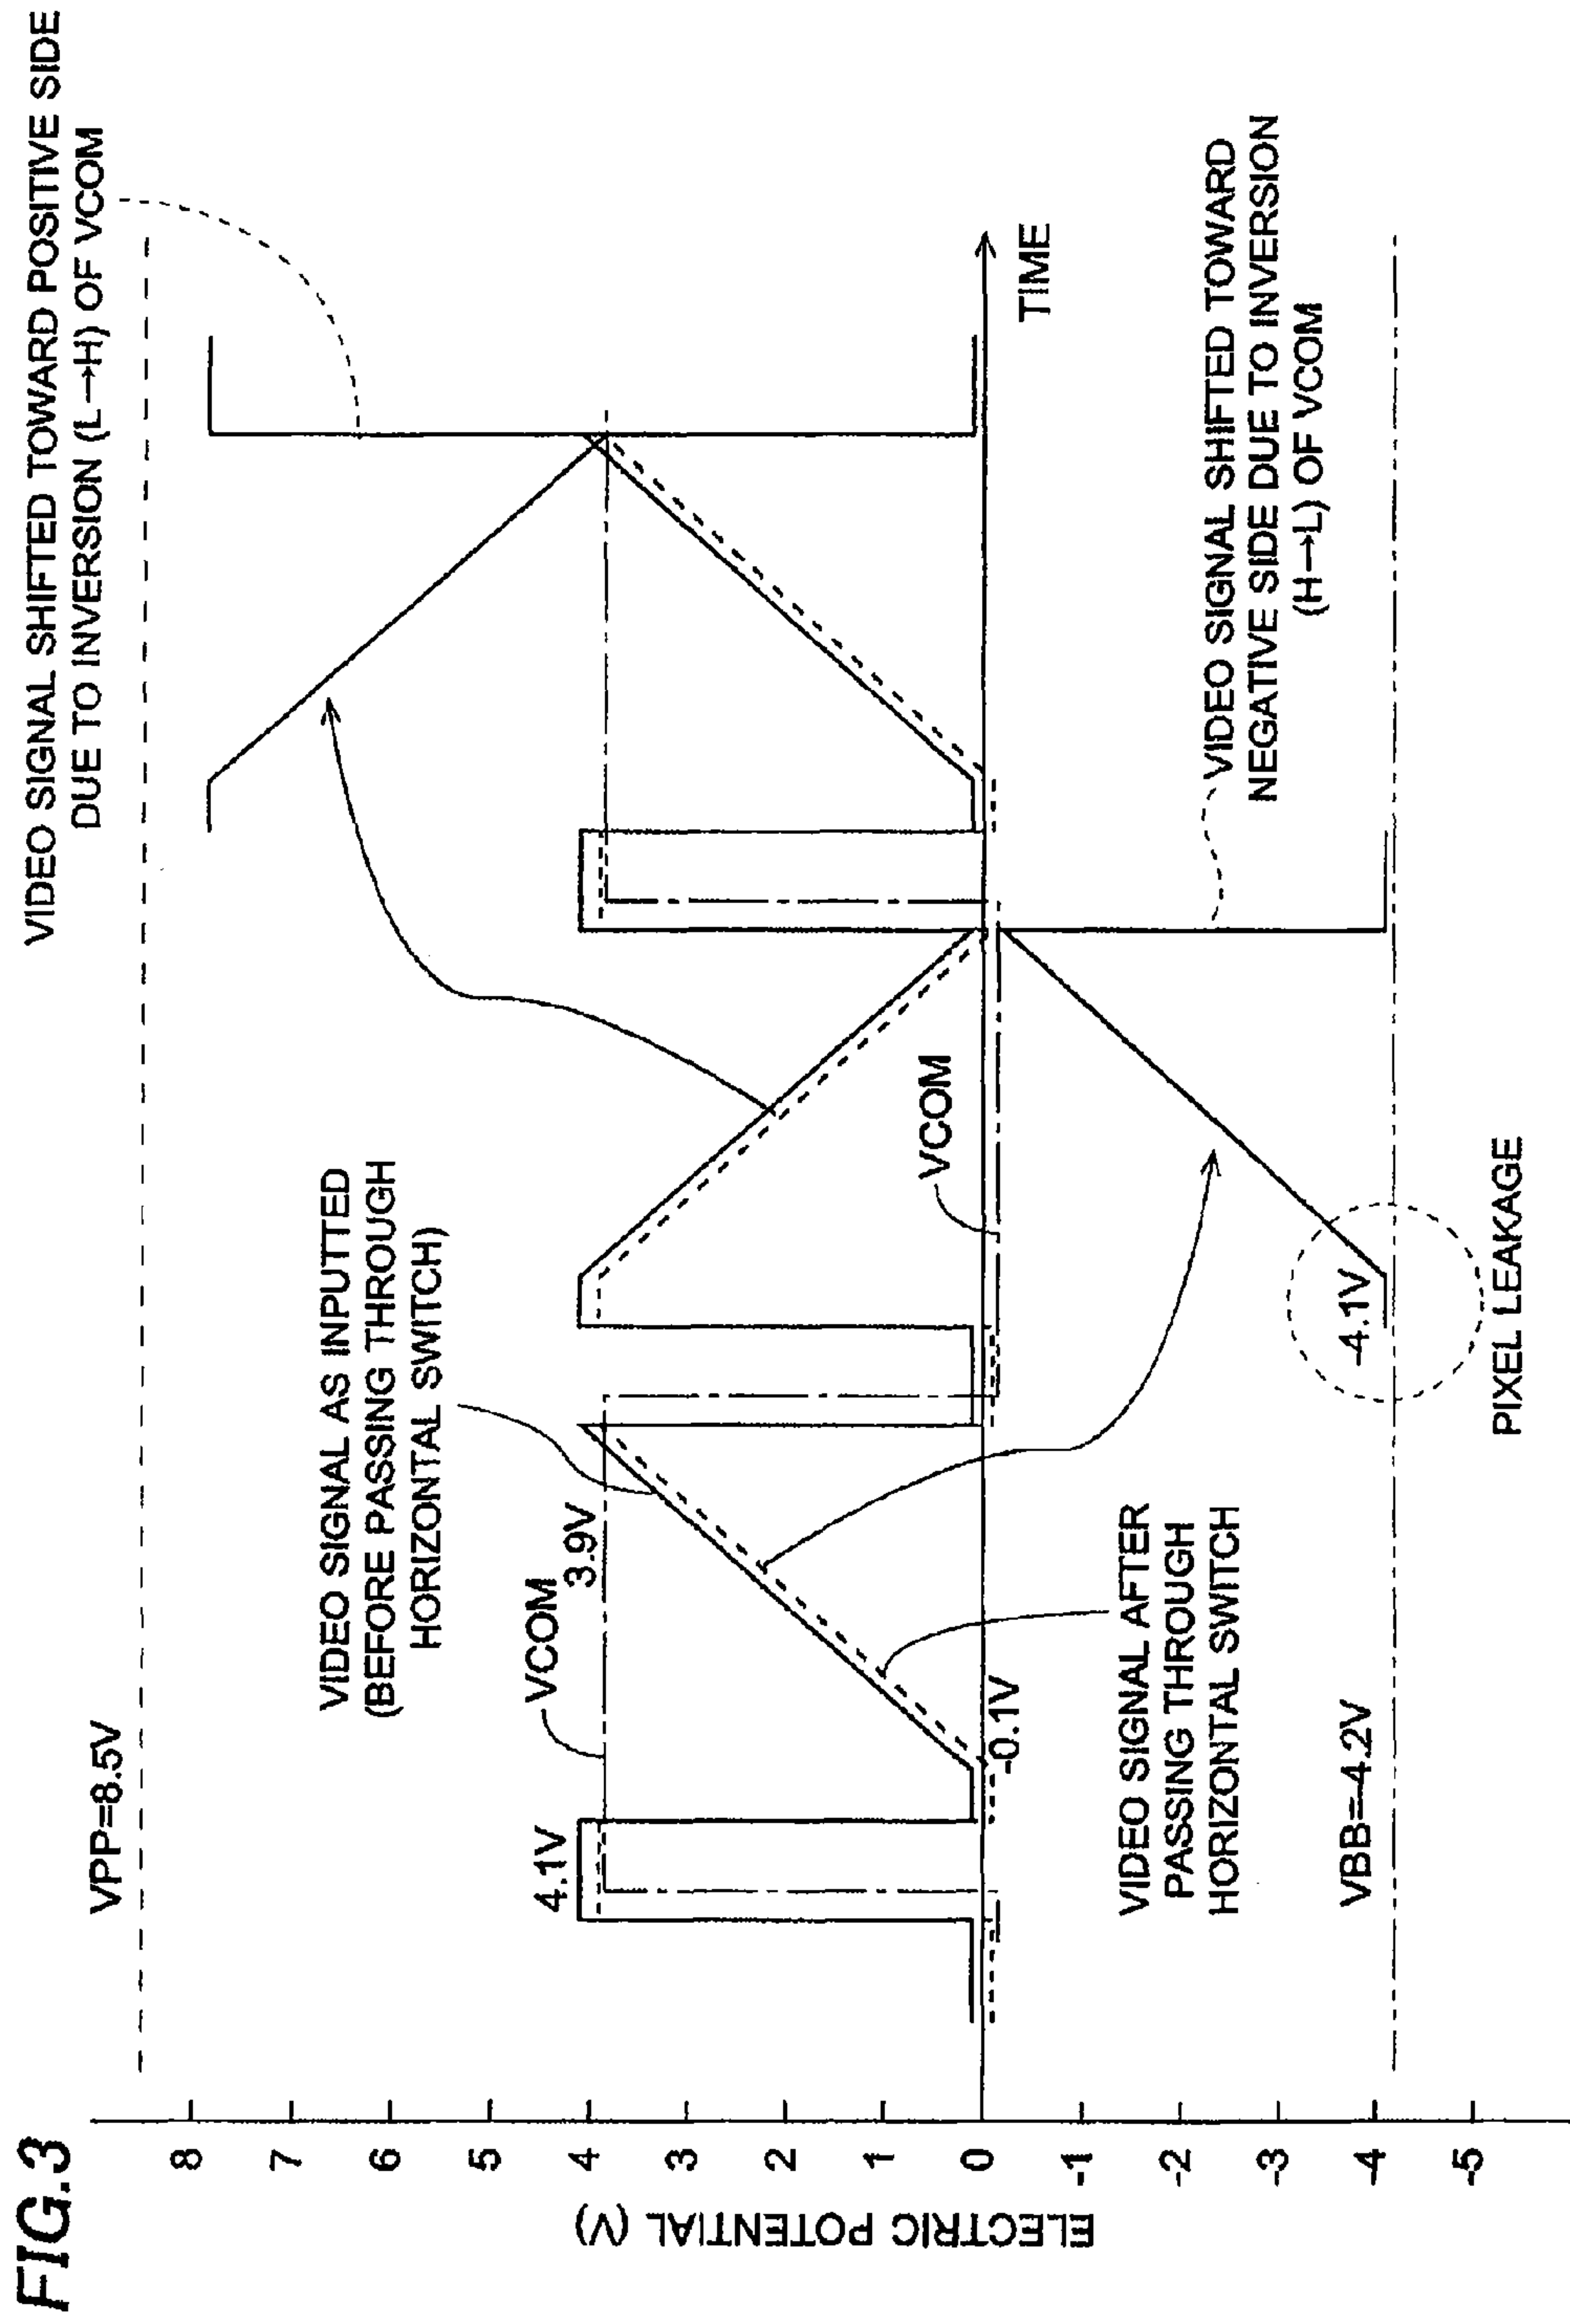 FIG.3
VIDEO SIGNAL SHIFTED TOWARD POSITIVE SIDE
DUE TO INVERSION (L→H) OF VCOM
VPP=8.5V
VIDEO SIGNAL AS INPUTTED
(BEFORE PASSING THROUGH
HORIZONTAL SWITCH)
VCOM
3.9V
4.1V
-0.1V
VCOM
TIME
8
7
6
5
4
3
2
1
0
-1
-2
-3
-4
-5
ELECTRIC POTENTIAL (V)
VIDEO SIGNAL AFTER
PASSING THROUGH
HORIZONTAL SWITCH
VIDEO SIGNAL SHIFTED TOWARD
NEGATIVE SIDE DUE TO INVERSION
(H→L) OF VCOM
VBB=-4.2V
-4.1V
PIXEL LEAKAGE